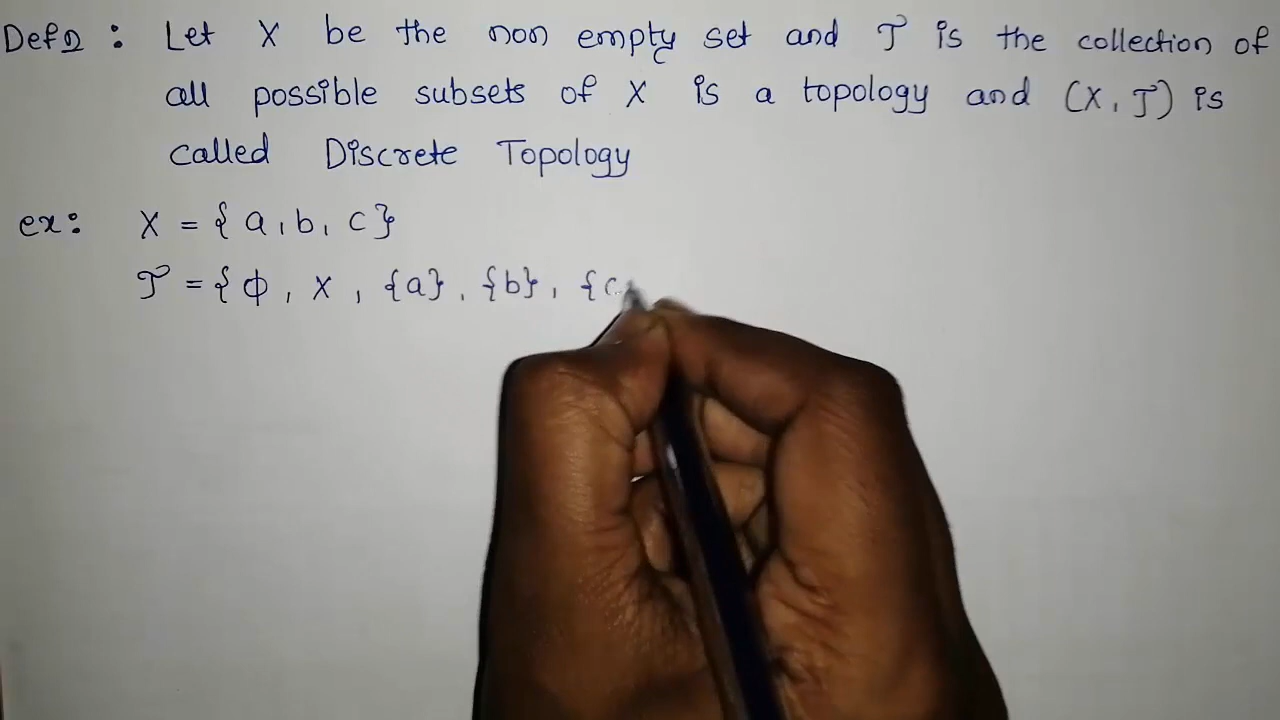 Defn : Let X be the non empty set and 𝒯 is the collection of
all possible subsets of X is a topology and (X, 𝒯) is
called Discrete Topology
ex: X = {a, b, c}
𝒯 = {ϕ, X, {a}, {b}, {c